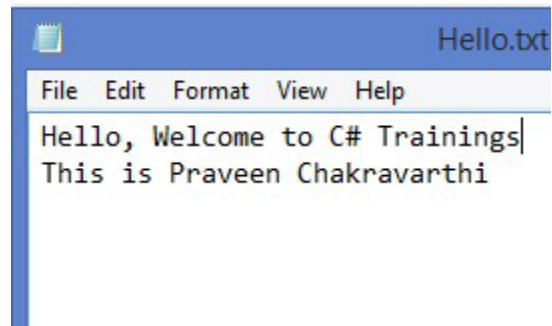 Hello.txt
File Edit Format View Help
Hello, Welcome to C# Trainings
This is Praveen Chakravarthi